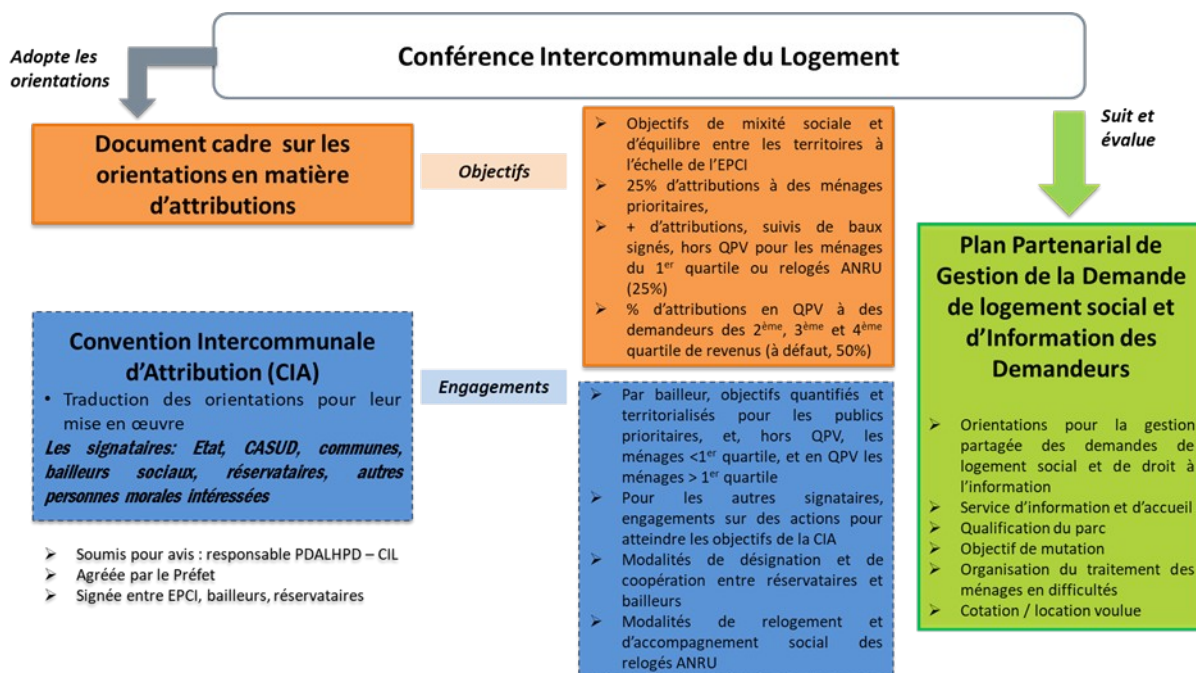 Adopte les
orientations
Conférence Intercommunale du Logement
Suit et
évalue
Document cadre sur les
orientations en matière
d'attributions
Objectifs
➢ Objectifs de mixité sociale et
d'équilibre entre les territoires à
l'échelle de l'EPCI
➢ 25% d'attributions à des ménages
prioritaires,
➢ + d'attributions, suivis de baux
signés, hors QPV pour les ménages
du 1er quartile ou relogés ANRU
(25%)
➢ % d'attributions en QPV à des
demandeurs des 2ème, 3ème et 4ème
quartile de revenus (à défaut, 50%)
Convention Intercommunale
d'Attribution (CIA)
• Traduction des orientations pour leur
mise en œuvre
Les signataires: Etat, CASUD, communes,
bailleurs sociaux, réservataires, autres
personnes morales intéressées
➢ Soumis pour avis : responsable PDALHPD – CIL
➢ Agréée par le Préfet
➢ Signée entre EPCI, bailleurs, réservataires
Engagements
➢ Par bailleur, objectifs quantifiés et
territorialisés pour les publics
prioritaires, et, hors QPV, les
ménages <1er quartile, et en QPV les
ménages > 1er quartile
➢ Pour les autres signataires,
engagements sur des actions pour
atteindre les objectifs de la CIA
➢ Modalités de désignation et de
coopération entre réservataires et
bailleurs
➢ Modalités de relogement et
d'accompagnement social des
relogés ANRU
Plan Partenarial de
Gestion de la Demande
de logement social et
d'Information des
Demandeurs
➢ Orientations pour la gestion
partagée des demandes de
logement social et de droit à
l'information
➢ Service d'information et d'accueil
➢ Qualification du parc
➢ Objectif de mutation
➢ Organisation du traitement des
ménages en difficultés
➢ Cotation / location voulue